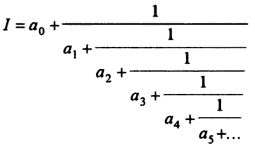 I = a₀ + 1
a₁ + 1
a₂ + 1
a₃ + 1
a₄ + 1
a₅ + ...